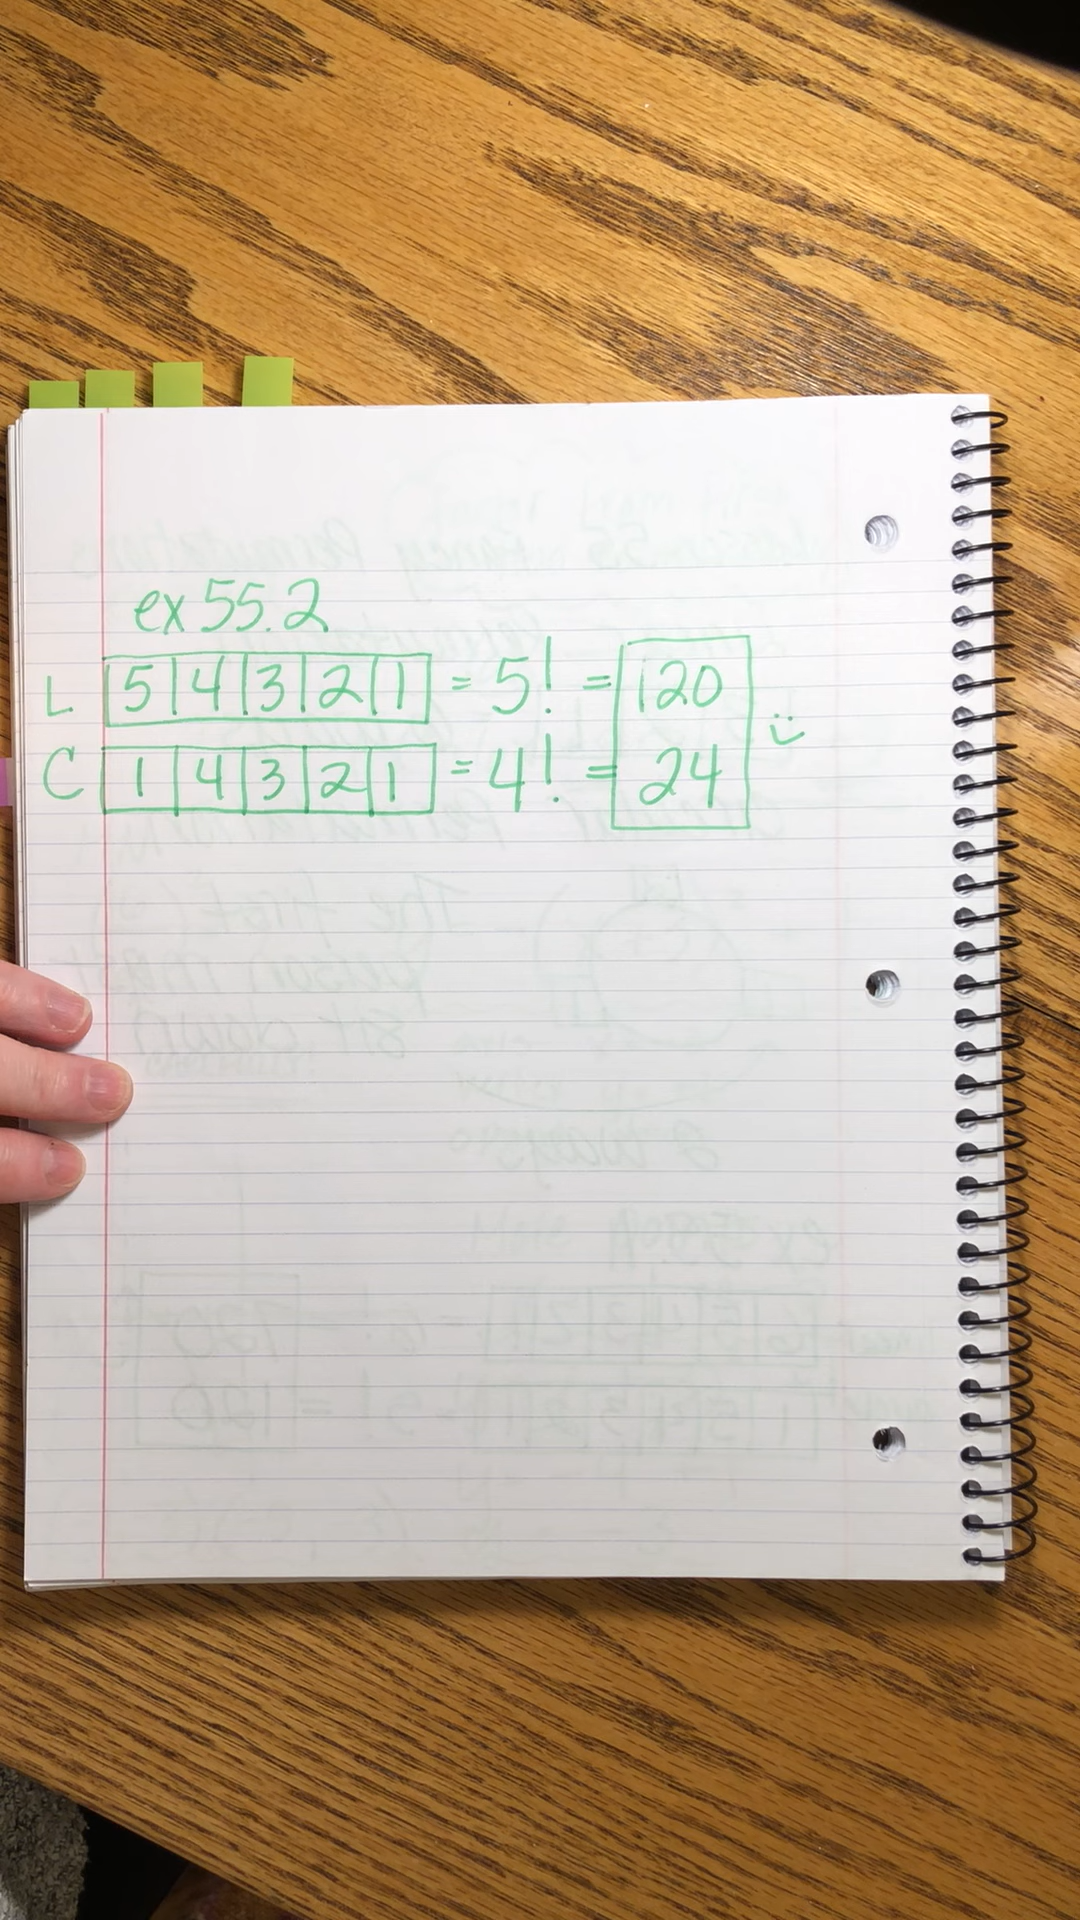 ex 55.2
L 5 4 3 2 1 = 5! = 120
C 1 4 3 2 1 = 4! = 24